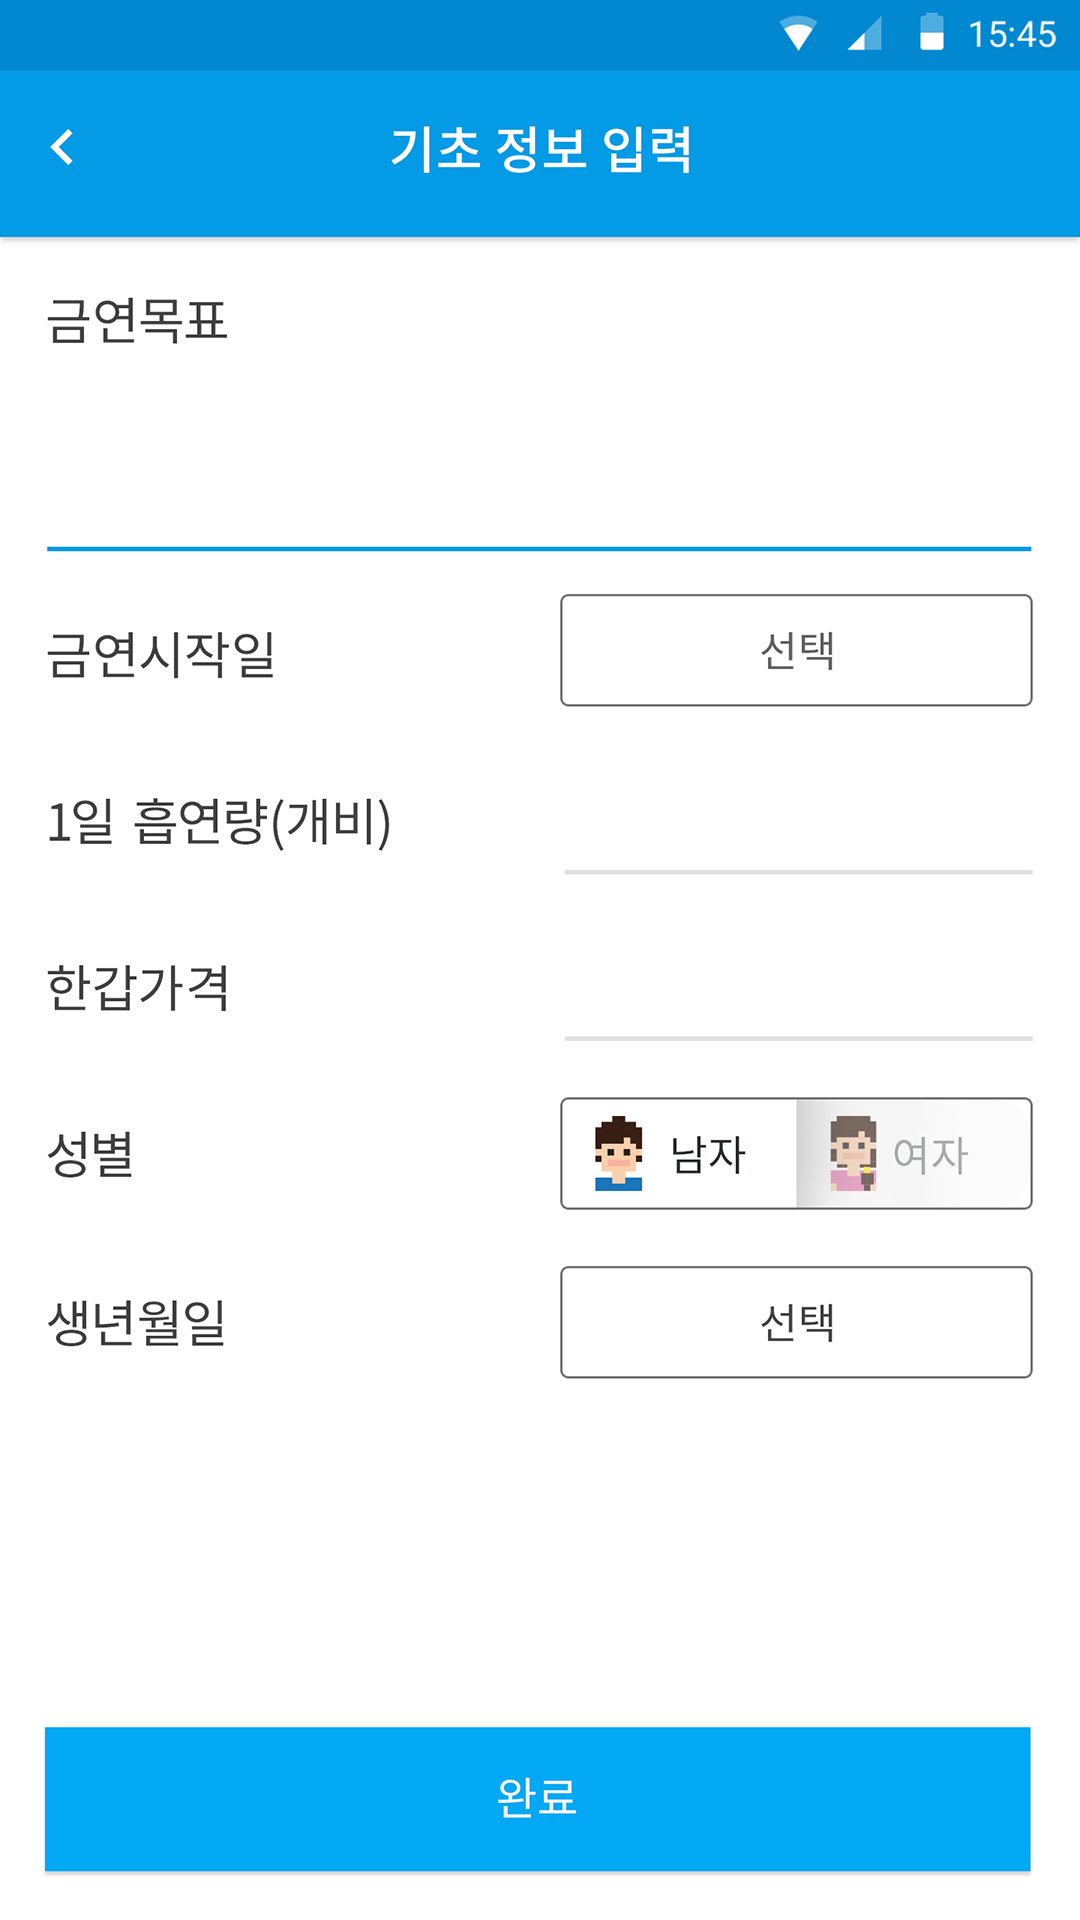 15:45
기초 정보 입력
금연목표
금연시작일 선택
1일 흡연량(개비)
한갑가격
성별 남자 여자
생년월일 선택
완료